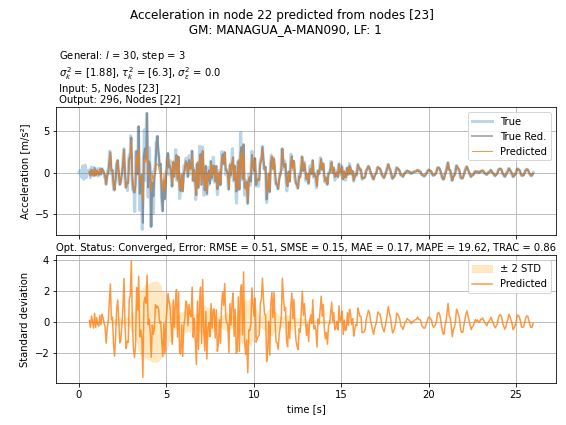 Acceleration in node 22 predicted from nodes [23]
GM: MANAGUA_A-MAN090, LF: 1
General: l = 30, step = 3
σ²ₖ = [1.88], τ²ₖ = [6.3], σ²ε = 0.0
Input: 5, Nodes [23]
Output: 296, Nodes [22]
Acceleration [m/s²]
5
0
−5
True
True Red.
Predicted
Opt. Status: Converged, Error: RMSE = 0.51, SMSE = 0.15, MAE = 0.17, MAPE = 19.62, TRAC = 0.86
Standard deviation
4
2
0
−2
± 2 STD
Predicted
0 5 10 15 20 25
time [s]